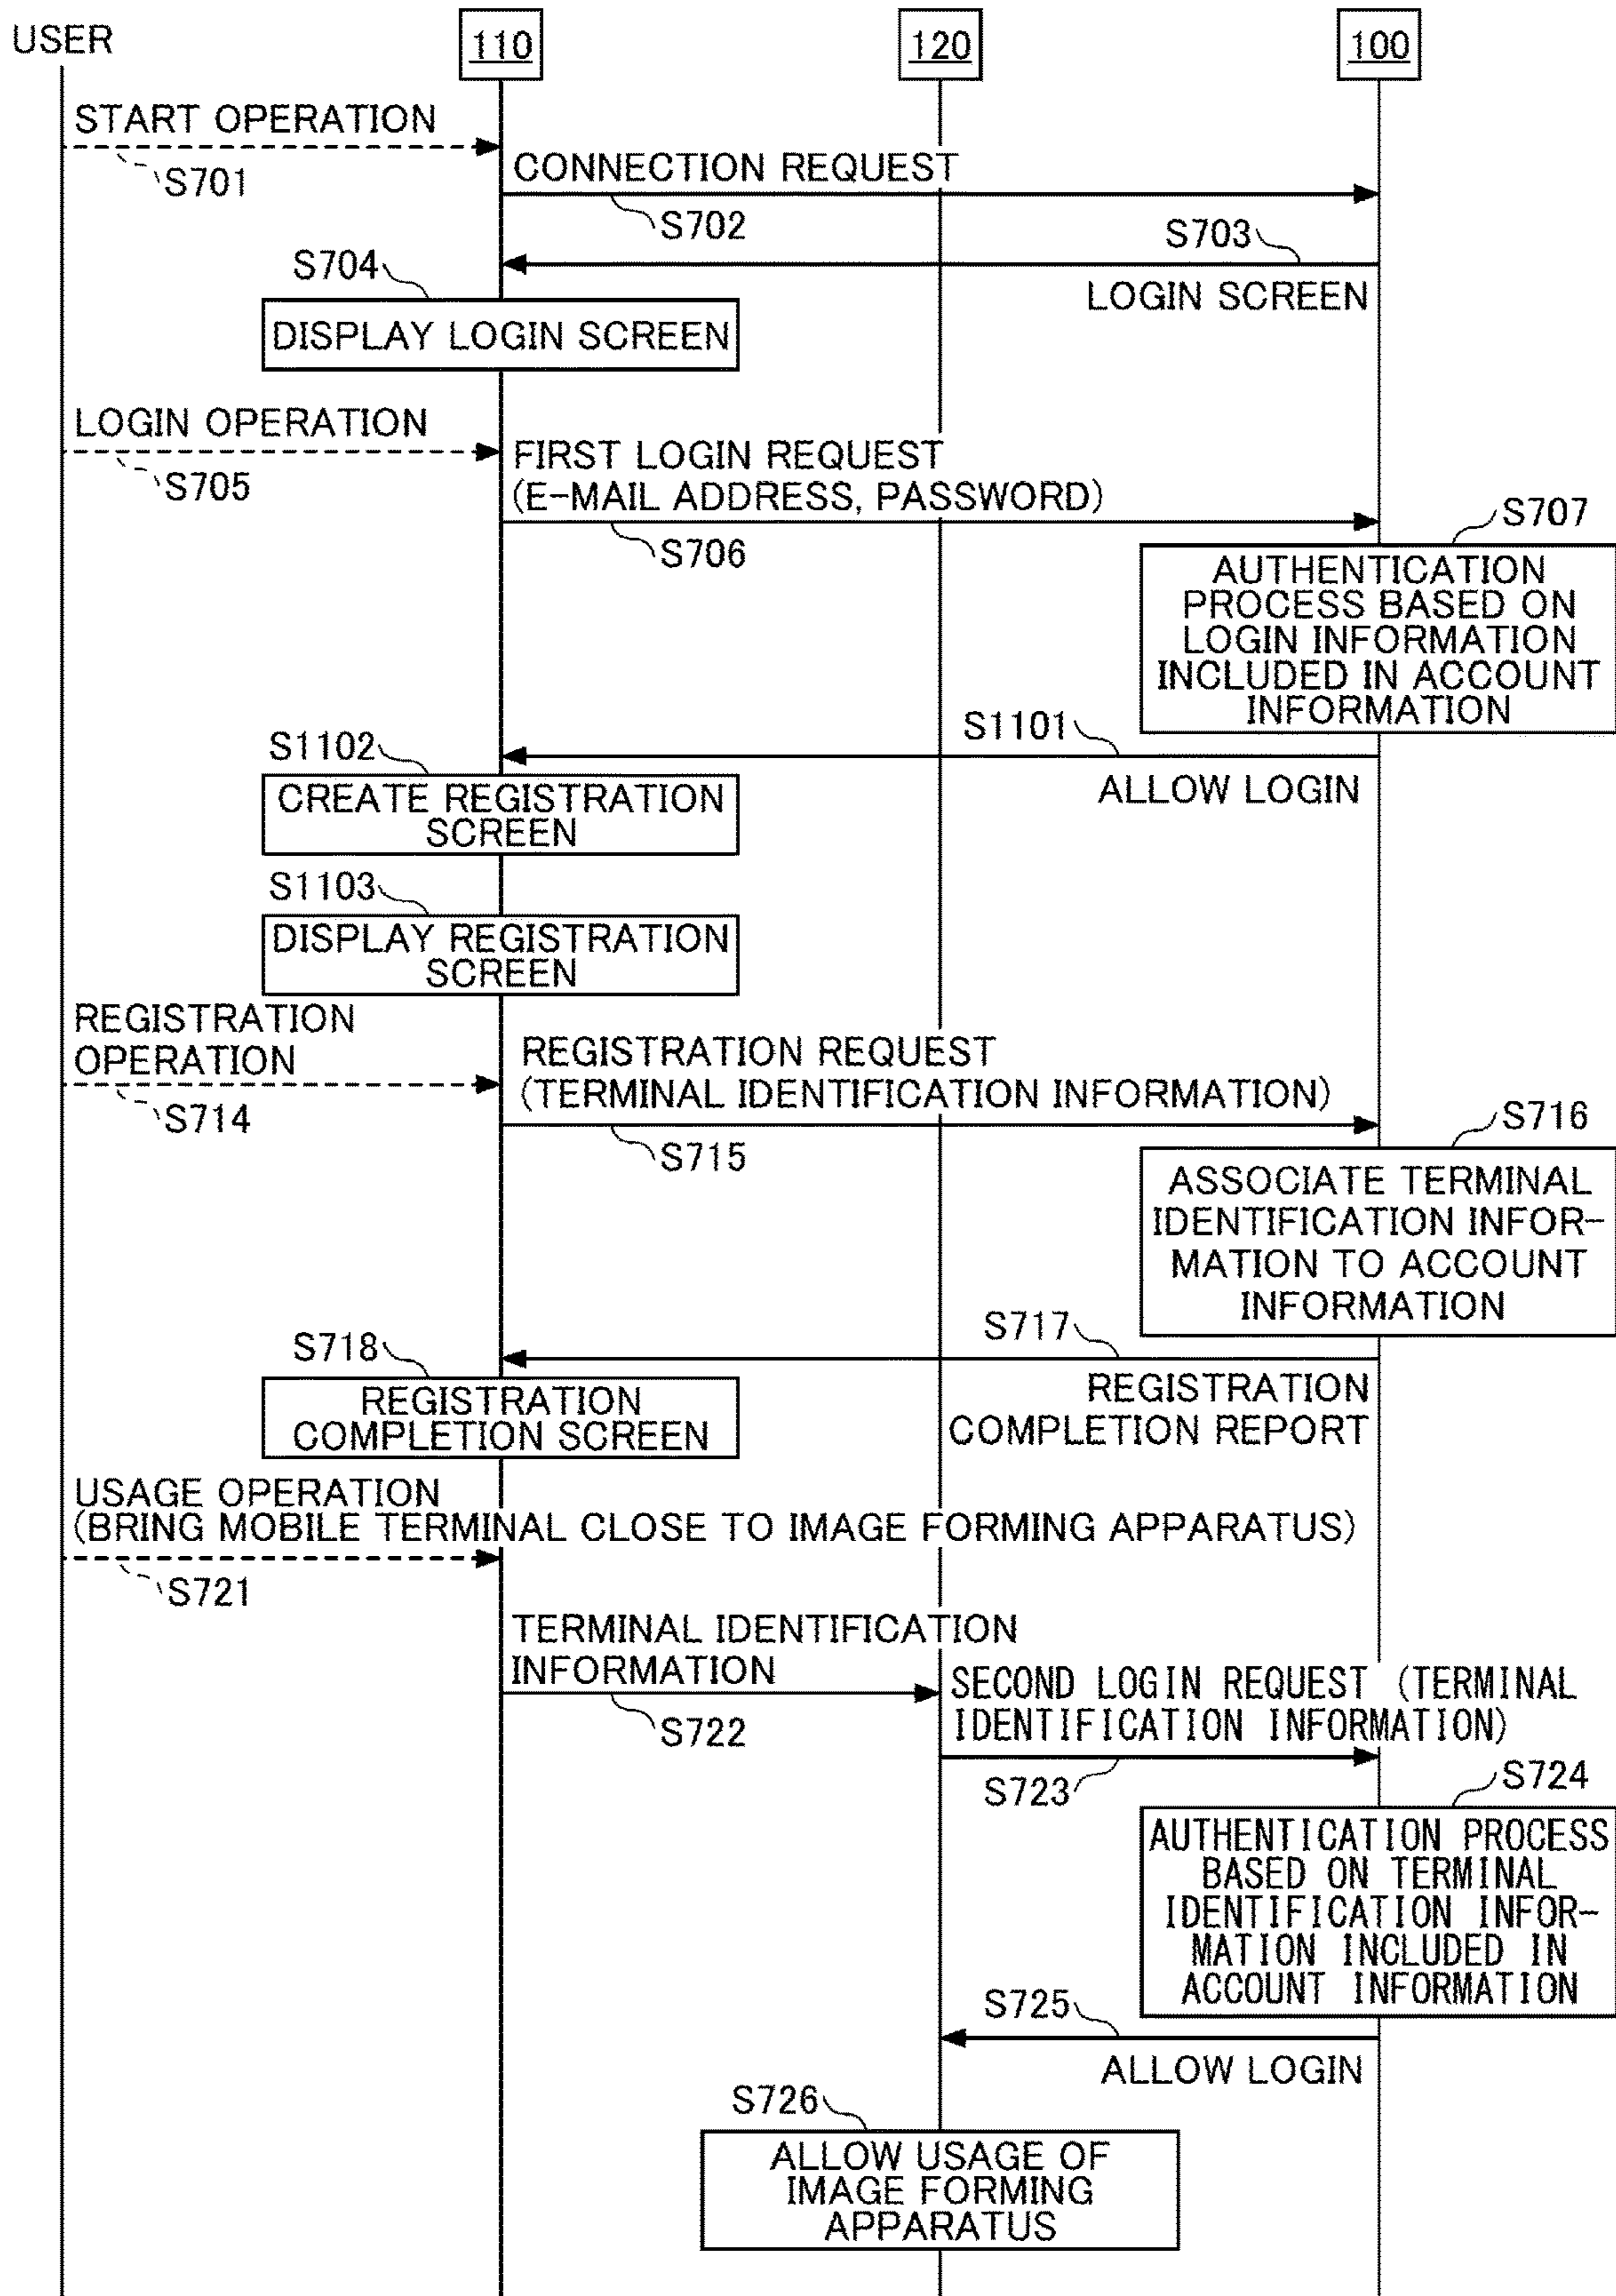 USER
110
120
100
START OPERATION
S701
CONNECTION REQUEST
S702
S703
LOGIN SCREEN
S704
DISPLAY LOGIN SCREEN
LOGIN OPERATION
S705
FIRST LOGIN REQUEST
(E-MAIL ADDRESS, PASSWORD)
S706
S707
AUTHENTICATION
PROCESS BASED ON
LOGIN INFORMATION
INCLUDED IN ACCOUNT
INFORMATION
S1101
ALLOW LOGIN
S1102
CREATE REGISTRATION
SCREEN
S1103
DISPLAY REGISTRATION
SCREEN
REGISTRATION
OPERATION
S714
REGISTRATION REQUEST
(TERMINAL IDENTIFICATION INFORMATION)
S715
S716
ASSOCIATE TERMINAL
IDENTIFICATION INFOR-
MATION TO ACCOUNT
INFORMATION
S717
REGISTRATION
COMPLETION REPORT
S718
REGISTRATION
COMPLETION SCREEN
USAGE OPERATION
(BRING MOBILE TERMINAL CLOSE TO IMAGE FORMING APPARATUS)
S721
TERMINAL IDENTIFICATION
INFORMATION
S722
SECOND LOGIN REQUEST (TERMINAL
IDENTIFICATION INFORMATION)
S723
S724
AUTHENTICATION PROCESS
BASED ON TERMINAL
IDENTIFICATION INFOR-
MATION INCLUDED IN
ACCOUNT INFORMATION
S725
ALLOW LOGIN
S726
ALLOW USAGE OF
IMAGE FORMING
APPARATUS